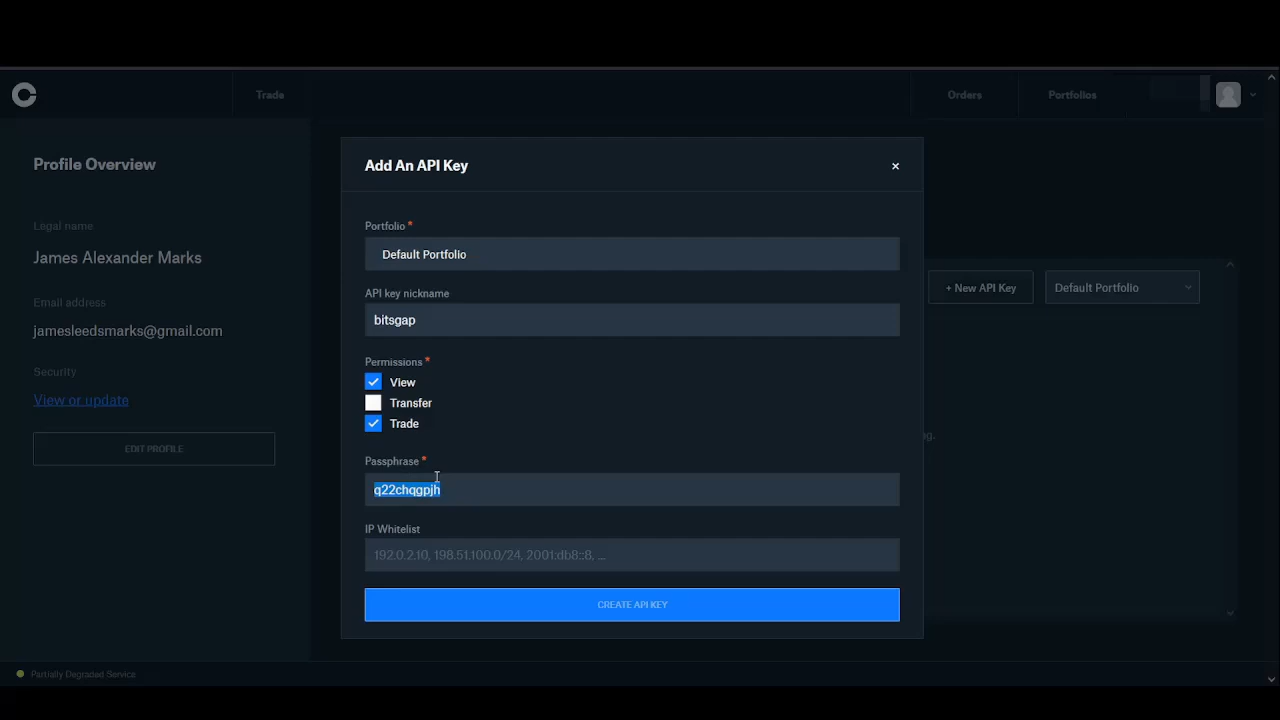 Trade
Orders
Portfolios
Profile Overview
Legal name
James Alexander Marks
Email address
jamesleedsmarks@gmail.com
Security
View or update
EDIT PROFILE
Add An API Key
×
Portfolio *
Default Portfolio
API key nickname
bitsgap
Permissions *
View
Transfer
Trade
Passphrase *
q22chqgpjh
IP Whitelist
192.0.2.10, 198.51.100.0/24, 2001:db8::8, ...
CREATE API KEY
+ New API Key
Default Portfolio
Partially Degraded Service